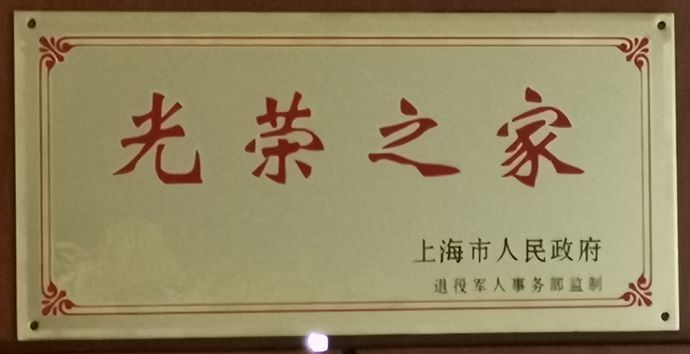 光荣之家
上海市人民政府
退役军人事务部监制